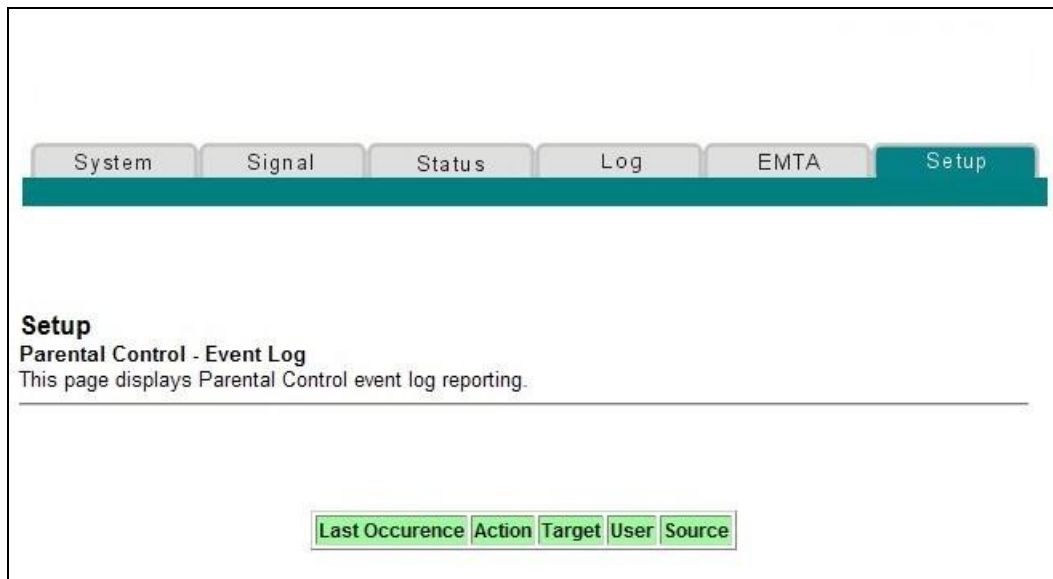 System Signal Status Log EMTA Setup
Setup
Parental Control - Event Log
This page displays Parental Control event log reporting.
Last Occurence Action Target User Source